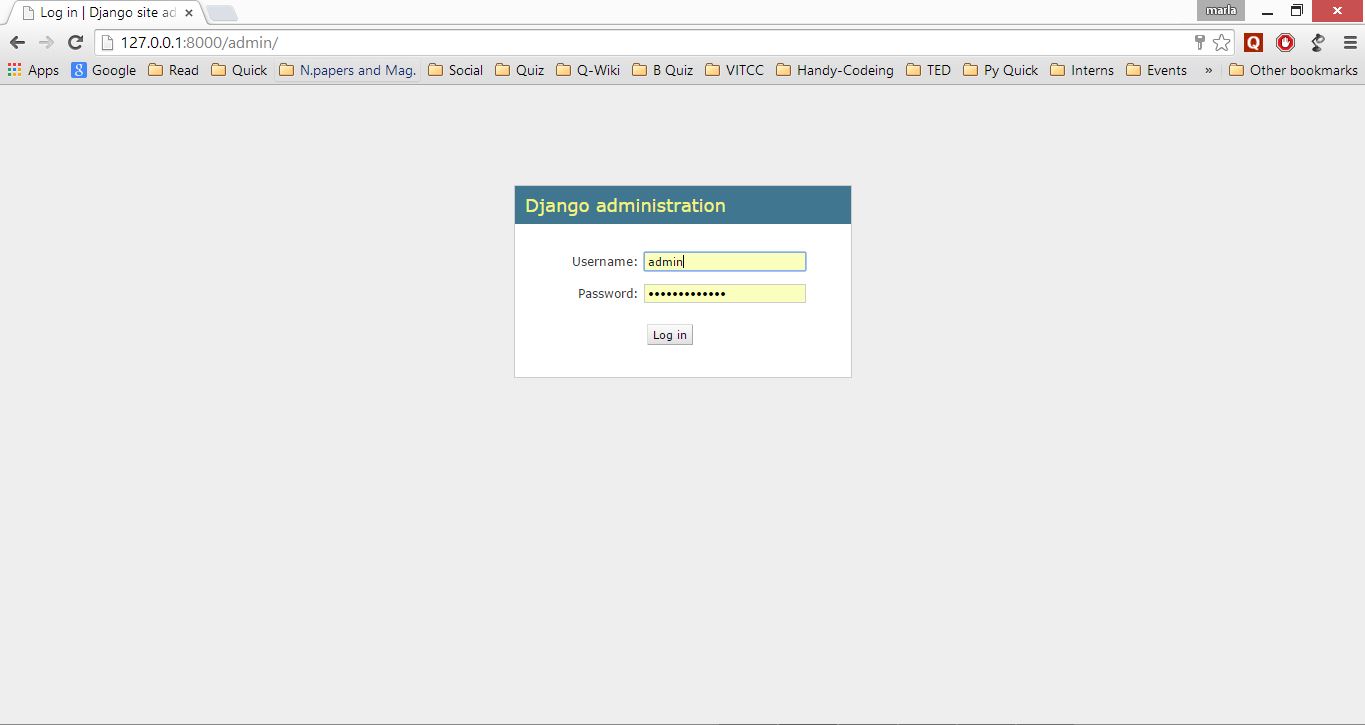 Log in | Django site ad
marla
127.0.0.1:8000/admin/
Apps Google Read Quick N.papers and Mag. Social Quiz Q-Wiki B Quiz VITCC Handy-Codeing TED Py Quick Interns Events » Other bookmarks
Django administration
Username: admin
Password: •••••••••••••
Log in